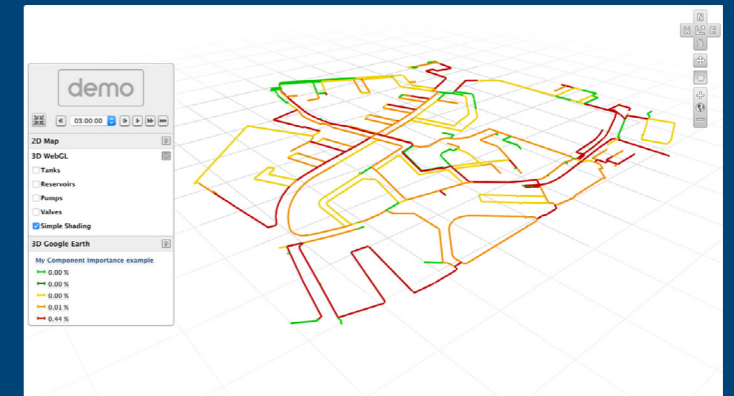 demo
03:00:00
2D Map
3D WebGL
Tanks
Reservoirs
Pumps
Valves
Simple Shading
3D Google Earth
My Component Importance example
0.00 %
0.00 %
0.00 %
0.01 %
0.44 %
N
E
S